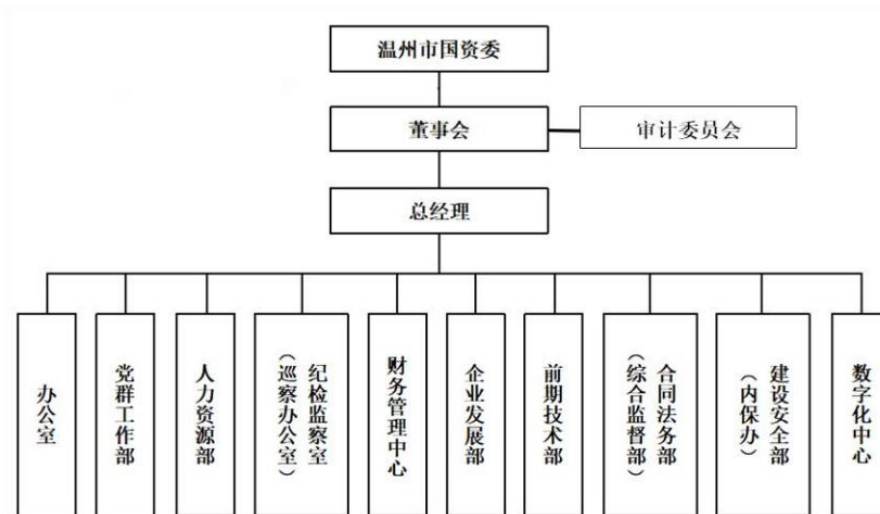 温州市国资委
董事会
审计委员会
总经理
办公室
党群工作部
人力资源部
纪检监察室
（巡察办公室）
财务管理中心
企业发展部
前期技术部
合同法务部
（综合监督部）
建设安全部
（内保办）
数字化中心